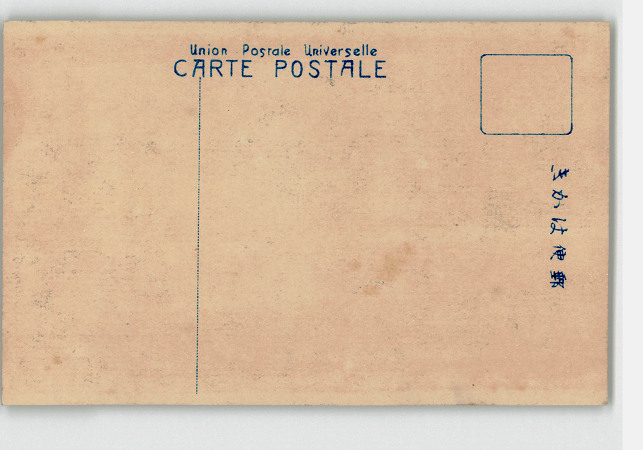 Union Postale Universelle
CARTE POSTALE
きかは便郵